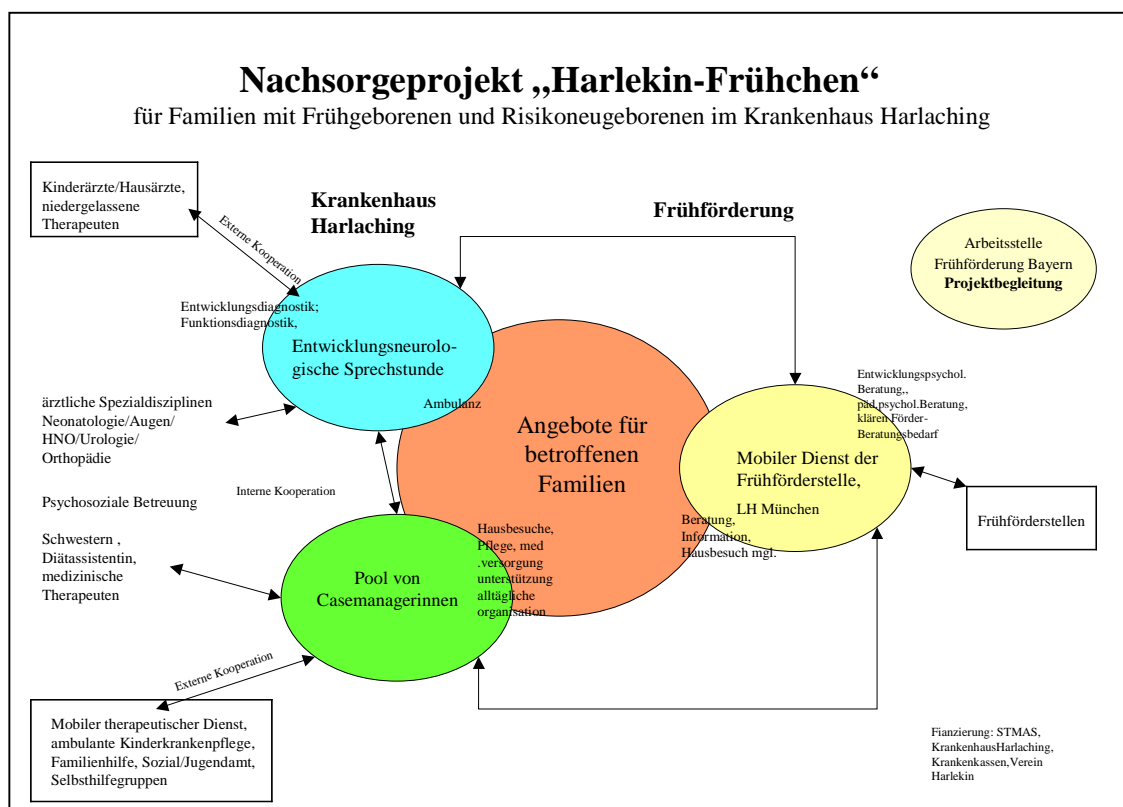 Nachsorgeprojekt „Harlekin-Frühchen“
für Familien mit Frühgeborenen und Risikoneugeborenen im Krankenhaus Harlaching
Kinderärzte/Hausärzte,
niedergelassene
Therapeuten
Externe Kooperation
Krankenhaus
Harlaching
Frühförderung
Arbeitsstelle
Frühförderung Bayern
Projektbegleitung
Entwicklungsdiagnostik;
Funktionsdiagnostik,
Entwicklungsneurolo-
gische Sprechstunde
Ambulanz
Angebote für
betroffenen
Familien
Entwicklungspsychol.
Beratung,,
päd,psychol.Beratung,
klären Förder-
Beratungsbedarf
Mobiler Dienst der
Frühförderstelle,
LH München
Beratung,
Information,
Hausbesuch mgl.
Frühförderstellen
ärztliche Spezialdisziplinen
Neonatologie/Augen/
HNO/Urologie/
Orthopädie
Psychosoziale Betreuung
Interne Kooperation
Schwestern ,
Diätassistentin,
medizinische
Therapeuten
Hausbesuche,
Pflege, med
.versorgung
unterstützung
alltägliche
organisation
Pool von
Casemanagerinnen
Externe Kooperation
Mobiler therapeutischer Dienst,
ambulante Kinderkrankenpflege,
Familienhilfe, Sozial/Jugendamt,
Selbsthilfegruppen
Fianzierung: STMAS,
KrankenhausHarlaching,
Krankenkassen,Verein
Harlekin